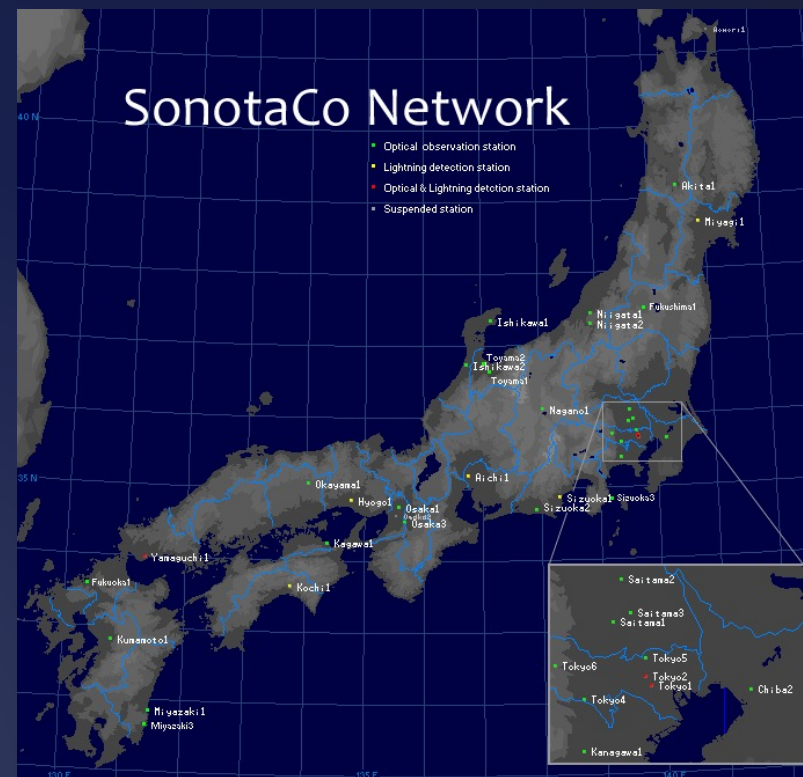 Aomori1
SonotaCo Network
40 N
Optical observation station
Lightning detection station
Optical & Lightning detction station
Suspended station
Akita1
Miyagi1
Fukushima1
Niigata1
Niigata2
Ishikawa1
Toyama2
Ishikawa2
Toyama1
Nagano1
35 N
Okayama1
Aichi1
Hyogo1
Sizuoka1
Sizuoka3
Sizuoka2
Osaka1
Osaka2
Osaka3
Kagawa1
Yamaguchi1
Fukuoka1
Kochi1
Saitama2
Saitama3
Saitama1
Kumamoto1
Tokyo5
Tokyo6
Tokyo2
Tokyo1
Chiba2
Tokyo4
Miyazaki1
Miyazaki3
Kanagawa1
130 E
135 E
140 E